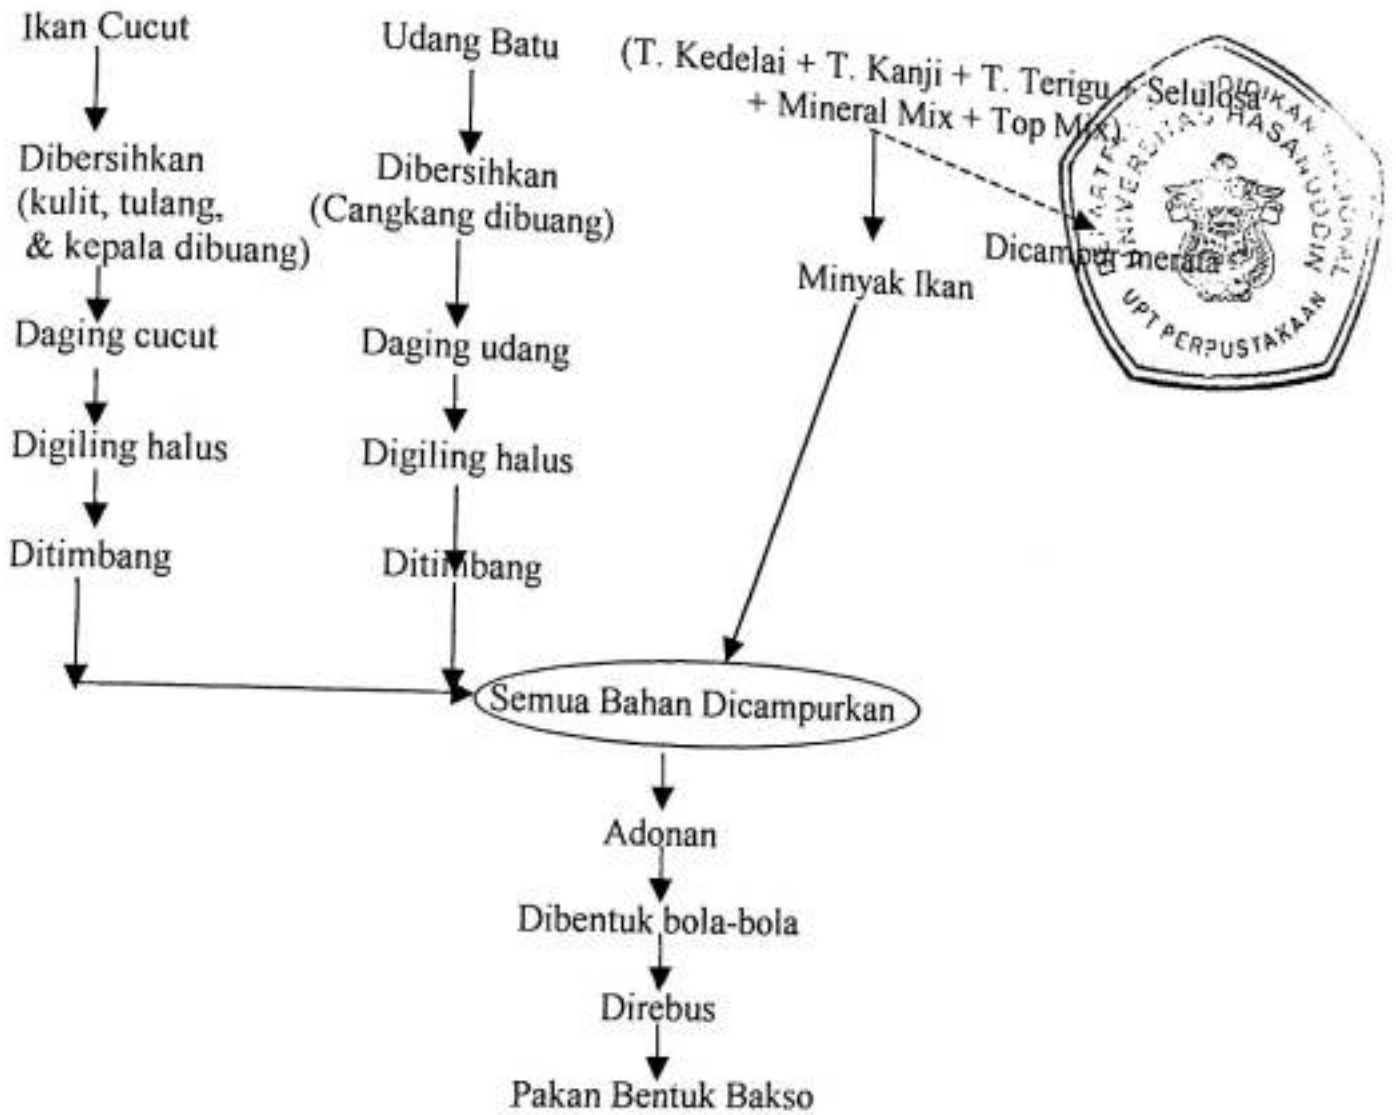 Ikan Cucut
Dibersihkan
(kulit, tulang,
& kepala dibuang)
Daging cucut
Digiling halus
Ditimbang
Udang Batu
Dibersihkan
(Cangkang dibuang)
Daging udang
Digiling halus
Ditimbang
(T. Kedelai + T. Kanji + T. Terigu + Selulosa
+ Mineral Mix + Top Mix)
Dicampur merata
Minyak Ikan
UNIVERSITAS HASANUDDIN
UPT PERPUSTAKAAN
Semua Bahan Dicampurkan
Adonan
Dibentuk bola-bola
Direbus
Pakan Bentuk Bakso